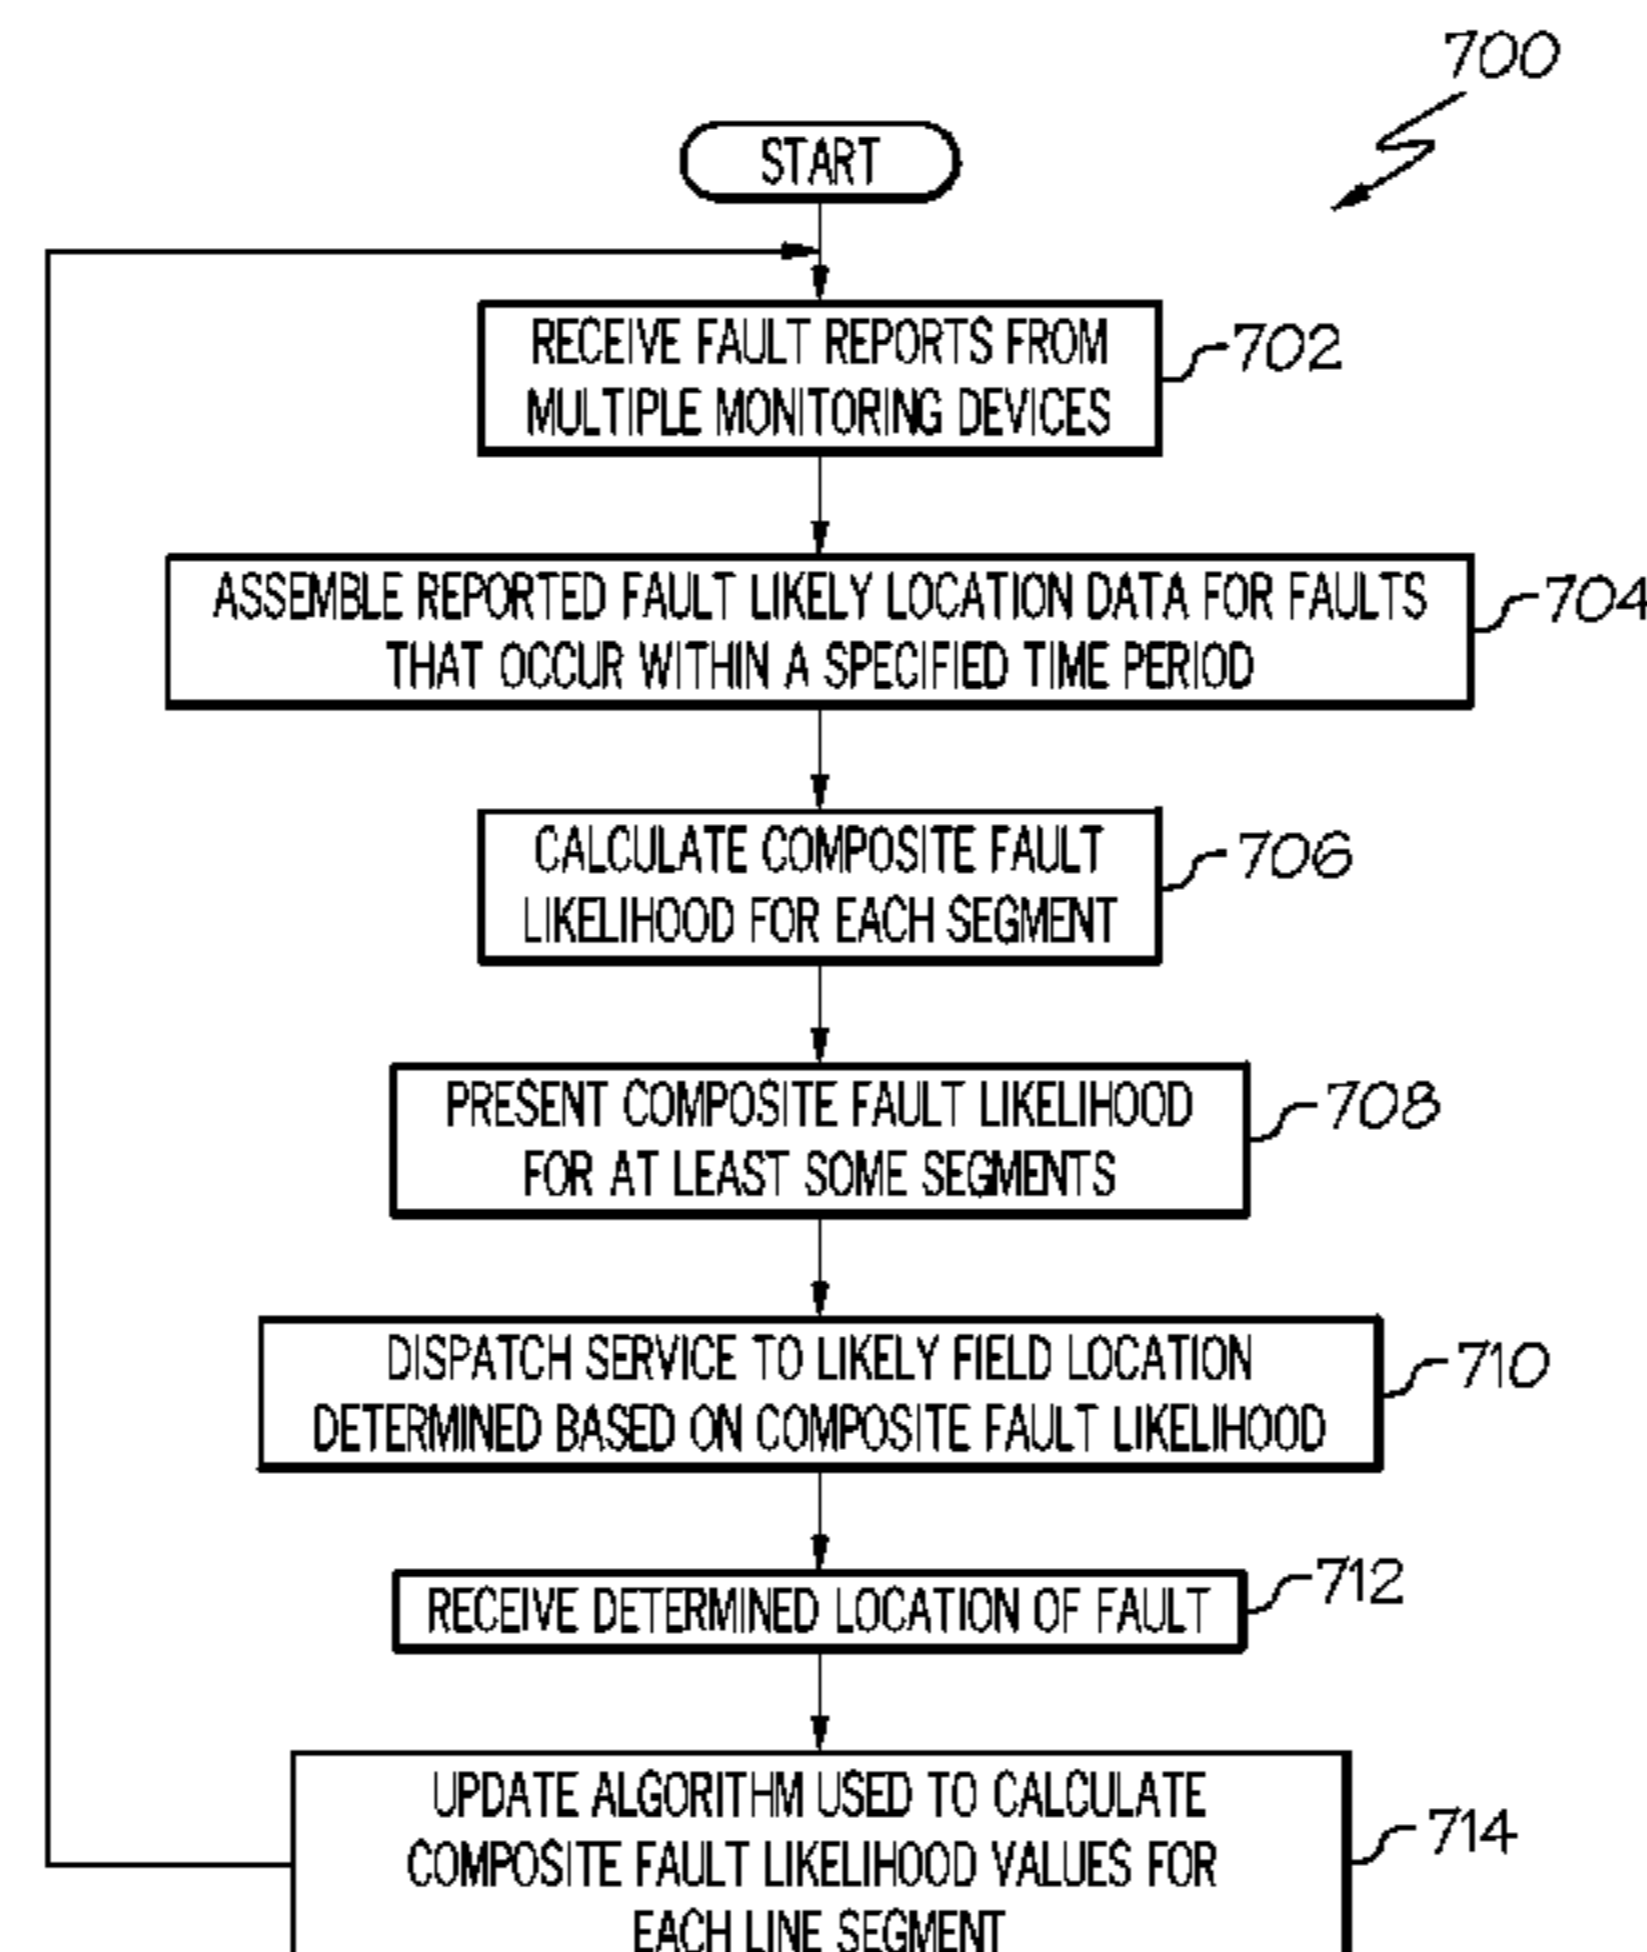 700
START
RECEIVE FAULT REPORTS FROM
MULTIPLE MONITORING DEVICES
702
ASSEMBLE REPORTED FAULT LIKELY LOCATION DATA FOR FAULTS
THAT OCCUR WITHIN A SPECIFIED TIME PERIOD
704
CALCULATE COMPOSITE FAULT
LIKELIHOOD FOR EACH SEGMENT
706
PRESENT COMPOSITE FAULT LIKELIHOOD
FOR AT LEAST SOME SEGMENTS
708
DISPATCH SERVICE TO LIKELY FIELD LOCATION
DETERMINED BASED ON COMPOSITE FAULT LIKELIHOOD
710
RECEIVE DETERMINED LOCATION OF FAULT
712
UPDATE ALGORITHM USED TO CALCULATE
COMPOSITE FAULT LIKELIHOOD VALUES FOR
EACH LINE SEGMENT
714